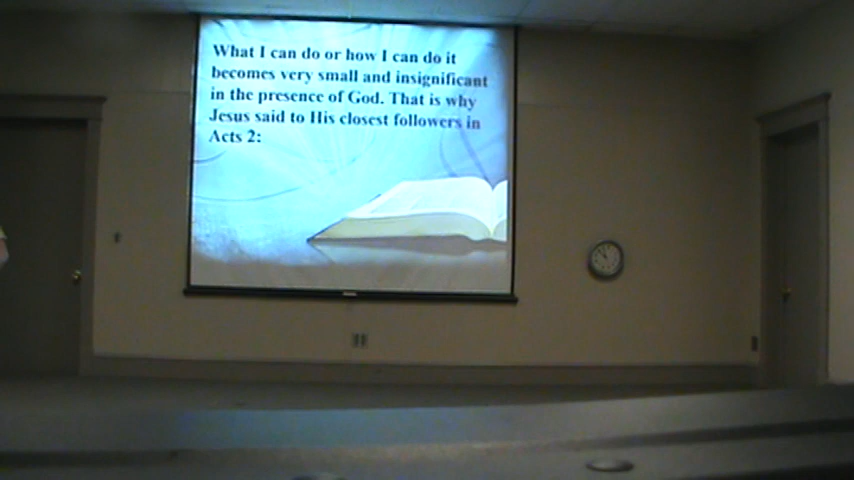 What I can do or how I can do it
becomes very small and insignificant
in the presence of God. That is why
Jesus said to His closest followers in
Acts 2: